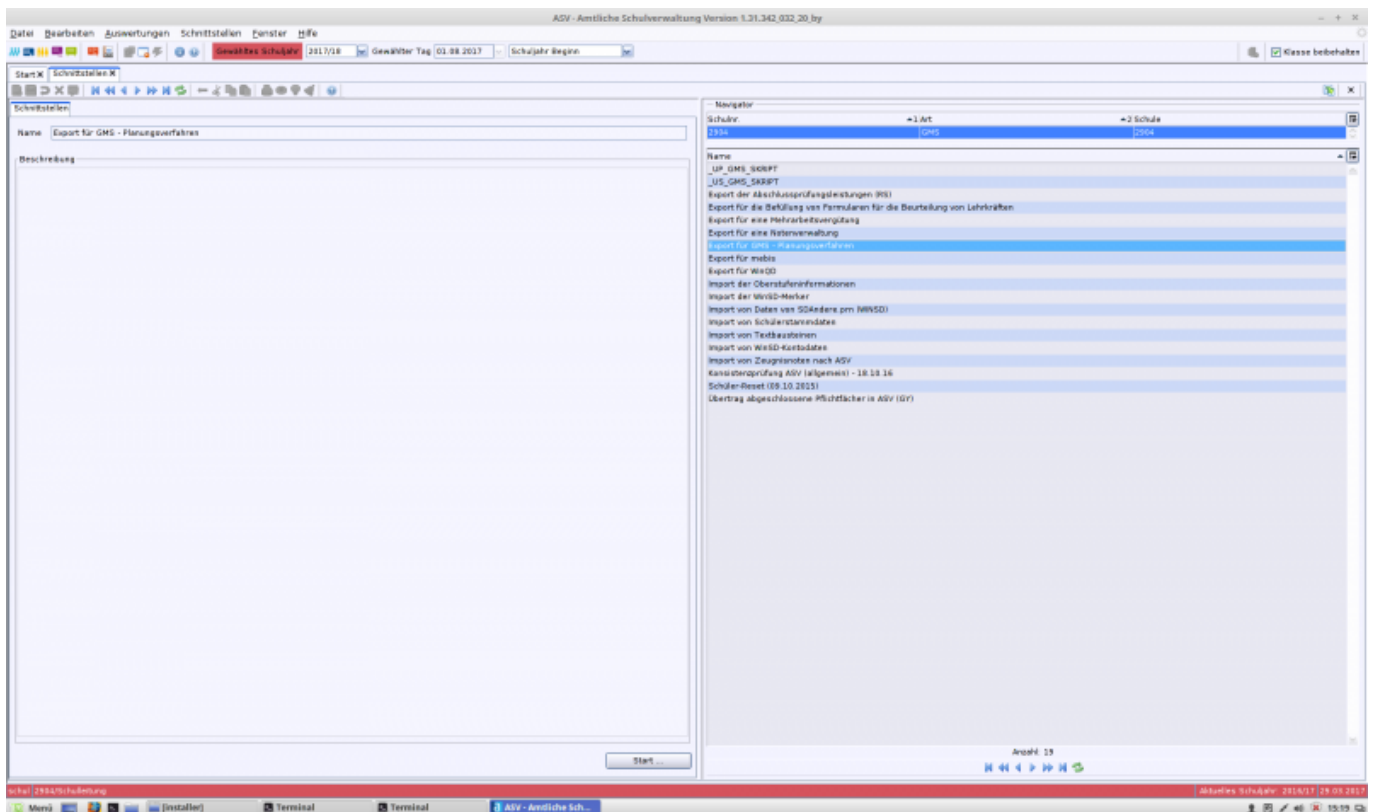 ASV - Amtliche Schulverwaltung Version 1.31.342_032_20_by
Datei Bearbeiten Auswertungen Schnittstellen Fenster Hilfe
Gewähltes Schuljahr 2017/18 Gewählter Tag 01.08.2017 Schuljahr Beginn Klasse beibehalten
Start Schnittstellen
Schnittstellen
Name Export für GMS - Planungsverfahren
Beschreibung
Start ...
Navigator
Schulnr. 1 Art 2 Schule
2904 GMS 2904
Name
_UP_GMS_SKRIPT
_US_GMS_SKRIPT
Export der Abschlussprüfungsleistungen (RS)
Export für die Befüllung von Formularen für die Beurteilung von Lehrkräften
Export für eine Mehrarbeitsvergütung
Export für eine Notenverwaltung
Export für GMS - Planungsverfahren
Export für mebis
Export für WinQD
Import der Oberstufeninformationen
Import der WinSD-Merker
Import von Daten von SDAndere.prn (WINSD)
Import von Schülerstammdaten
Import von Textbausteinen
Import von WinSD-Kontodaten
Import von Zeugnisnoten nach ASV
Konsistenzprüfung ASV (allgemein) - 18.10.16
Schüler-Reset (09.10.2015)
Übertrag abgeschlossene Pflichtfächer in ASV (GY)
Anzahl: 19
schul 2904/Schulleitung Aktuelles Schuljahr: 2016/17 29.03.2017
Menü [installer] Terminal Terminal ASV - Amtliche Sch... 15:19